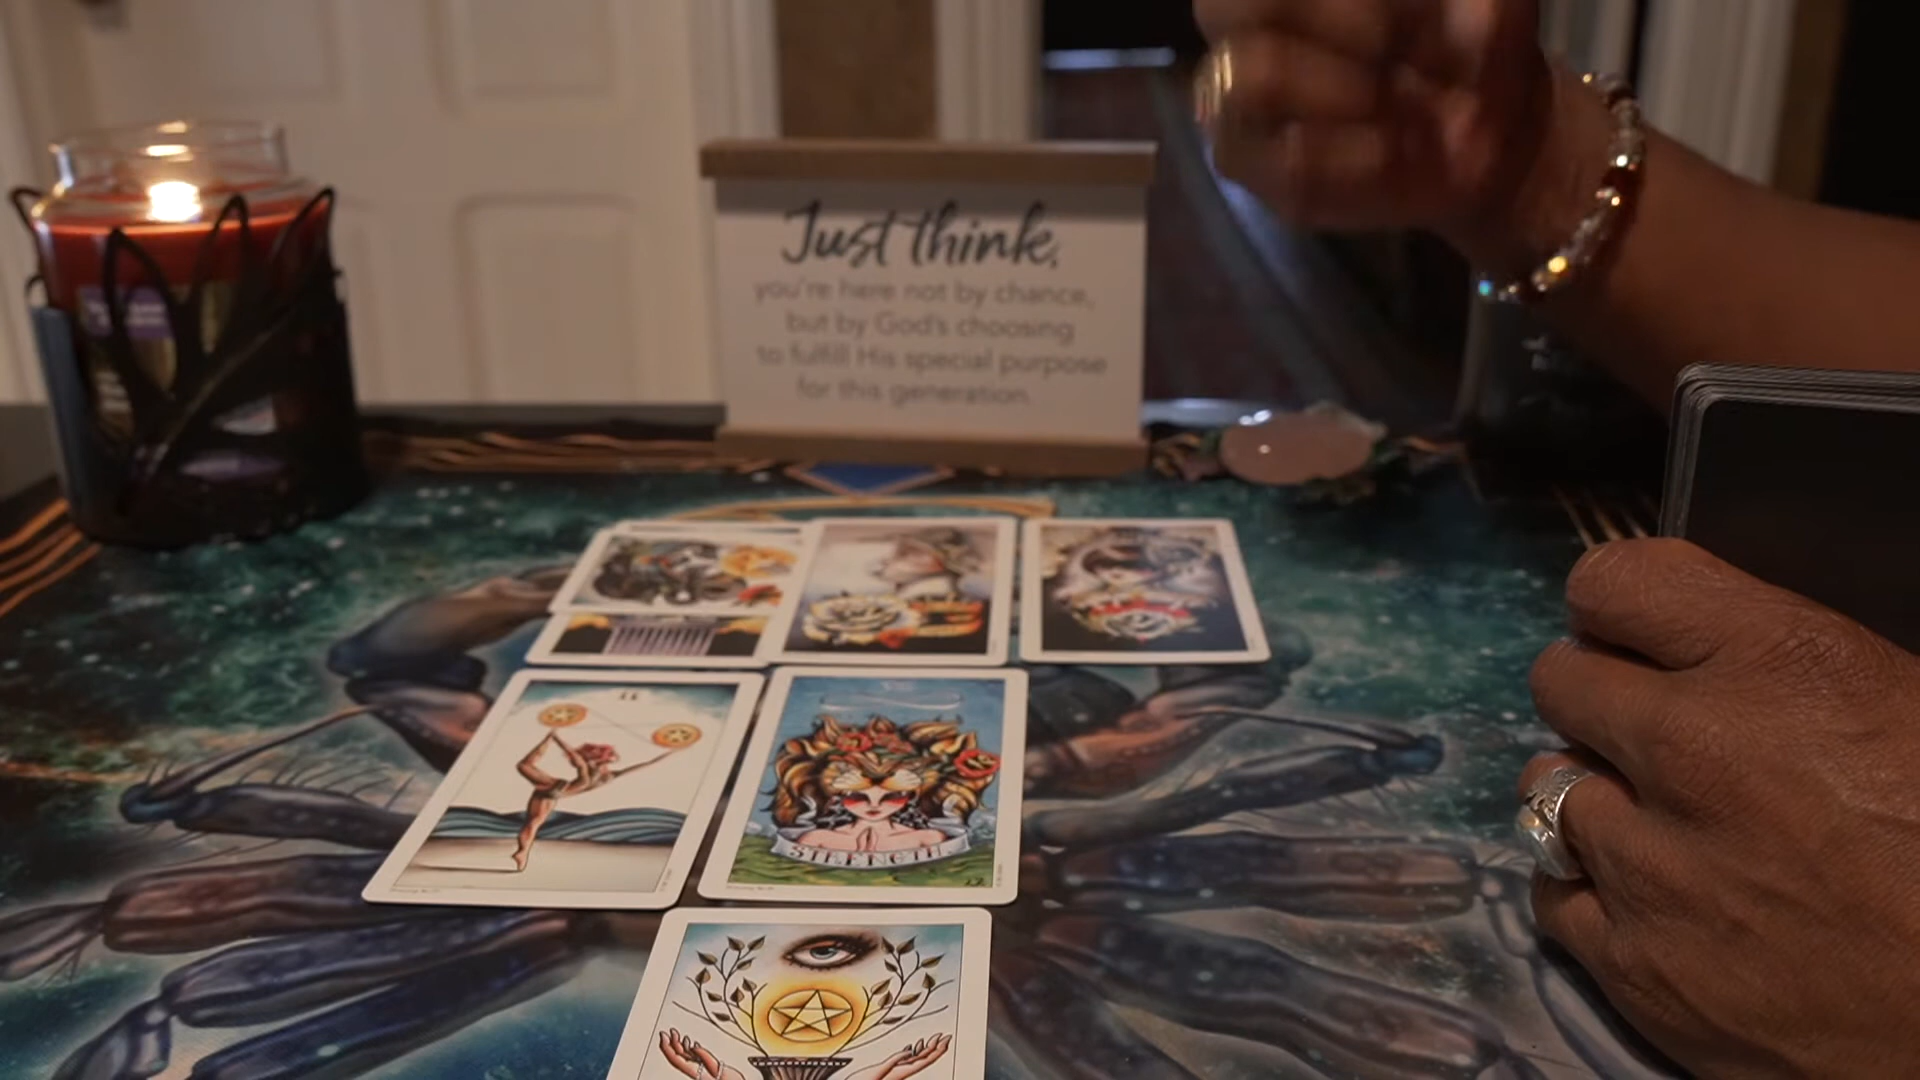 Just think,
you're here not by chance,
but by God's choosing
to fulfill His special purpose
for this generation.
STRENGTH.